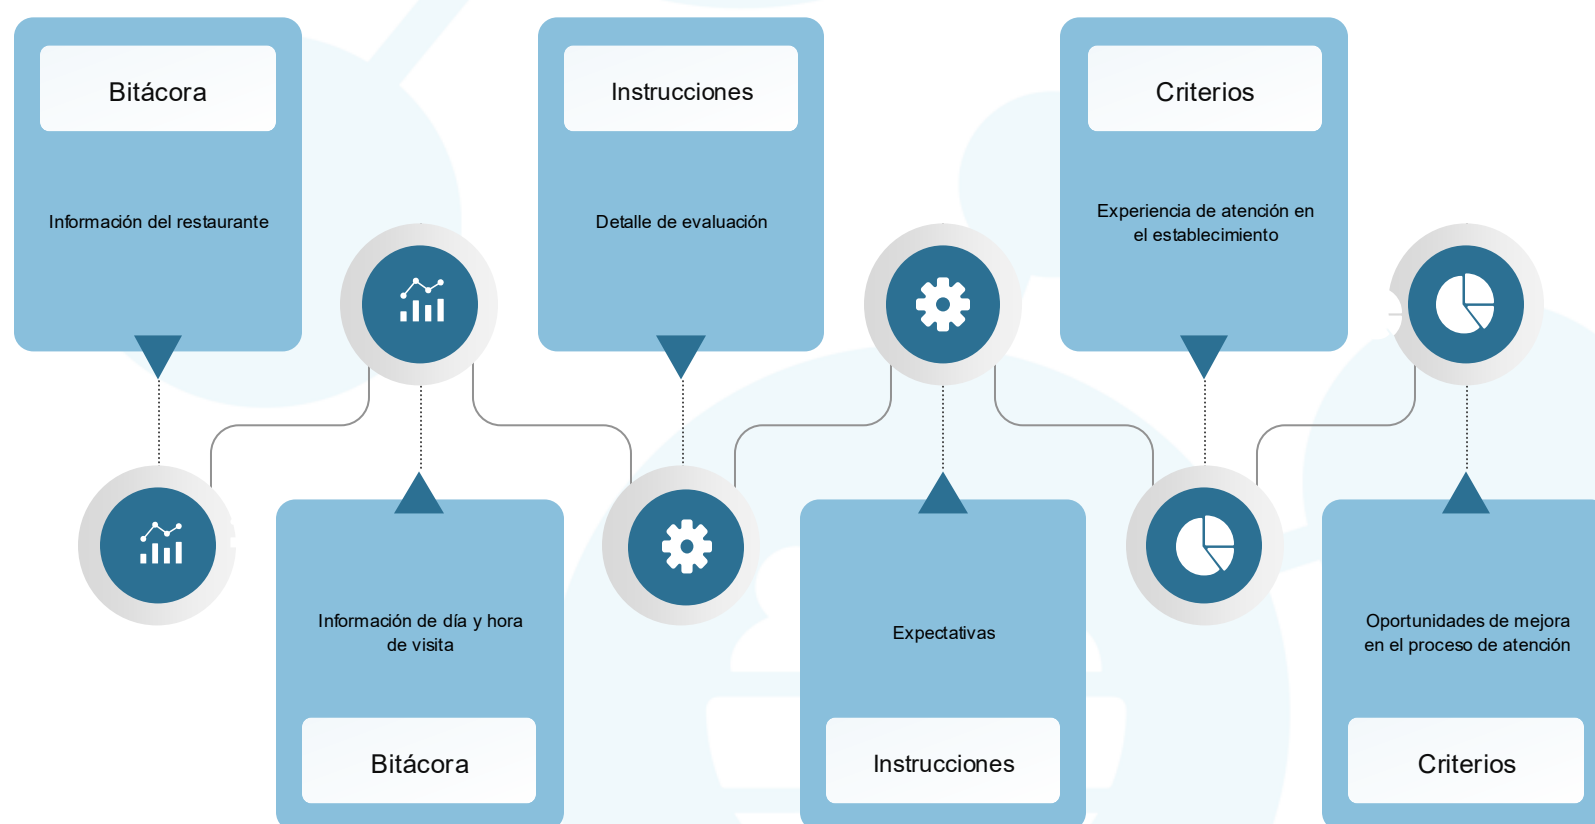 Bitácora
Información del restaurante
Instrucciones
Detalle de evaluación
Criterios
Experiencia de atención en
el establecimiento
Información de día y hora
de visita
Bitácora
Expectativas
Instrucciones
Oportunidades de mejora
en el proceso de atención
Criterios